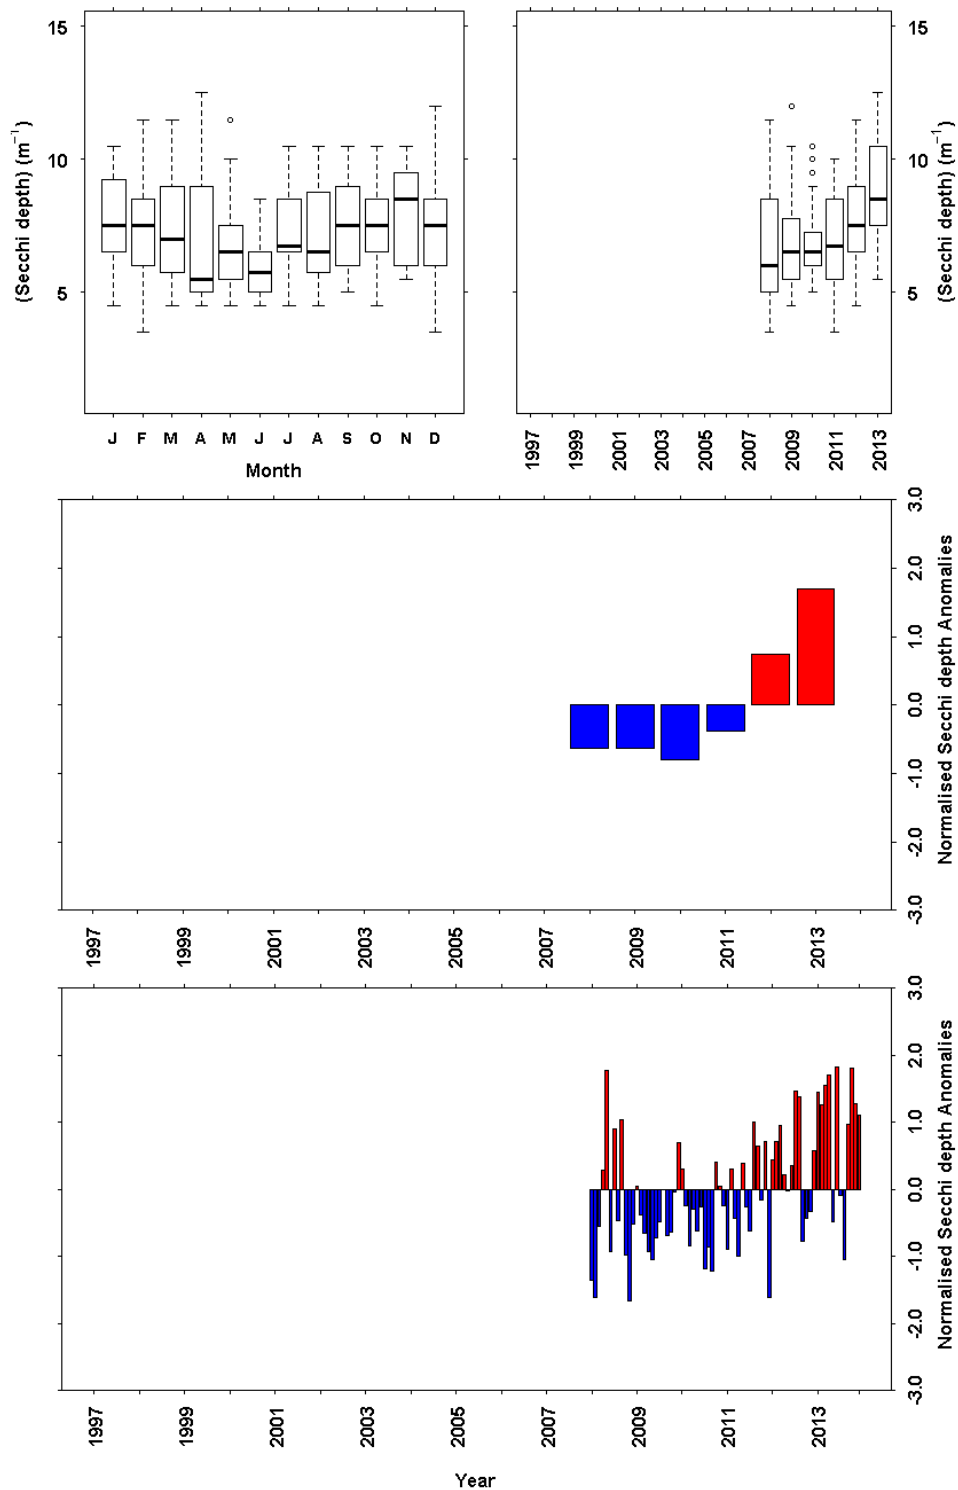 15
10
5
(Secchi depth) (m⁻¹)
J F M A M J J A S O N D
Month
15
10
5
(Secchi depth) (m⁻¹)
1997 1999 2001 2003 2005 2007 2009 2011 2013
3.0
2.0
1.0
0.0
-1.0
-2.0
-3.0
Normalised Secchi depth Anomalies
1997 1999 2001 2003 2005 2007 2009 2011 2013
3.0
2.0
1.0
0.0
-1.0
-2.0
-3.0
Normalised Secchi depth Anomalies
1997 1999 2001 2003 2005 2007 2009 2011 2013
Year